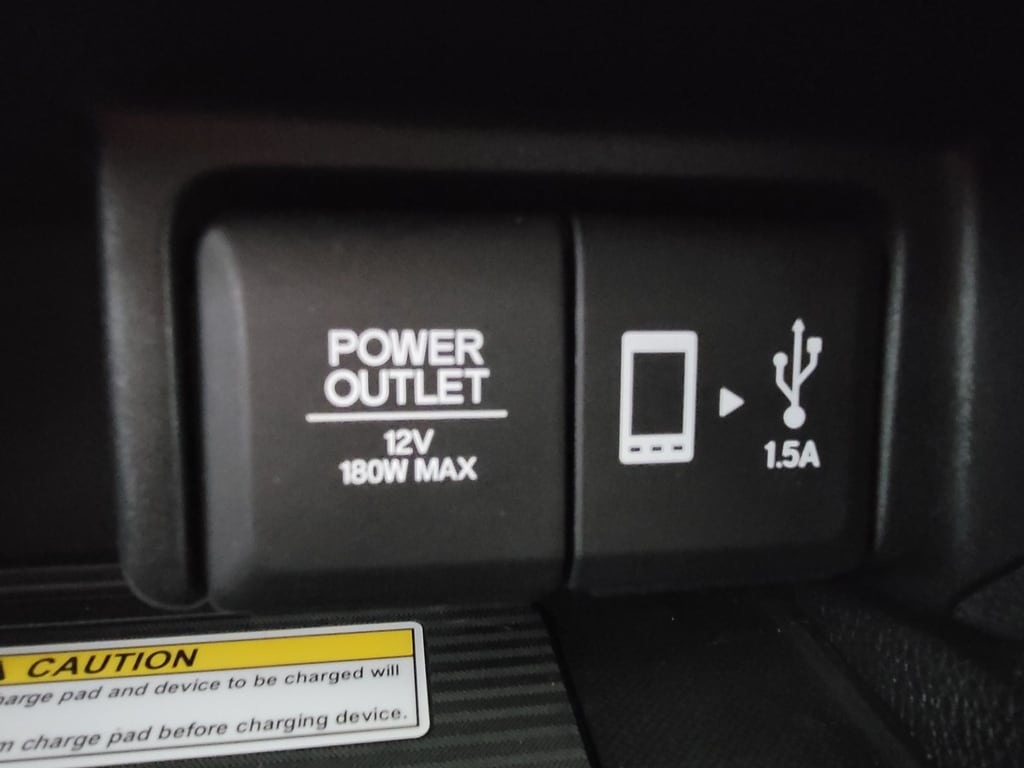 POWER
OUTLET
12V
180W MAX
1.5A
CAUTION
charge pad and device to be charged will
charge pad before charging device.